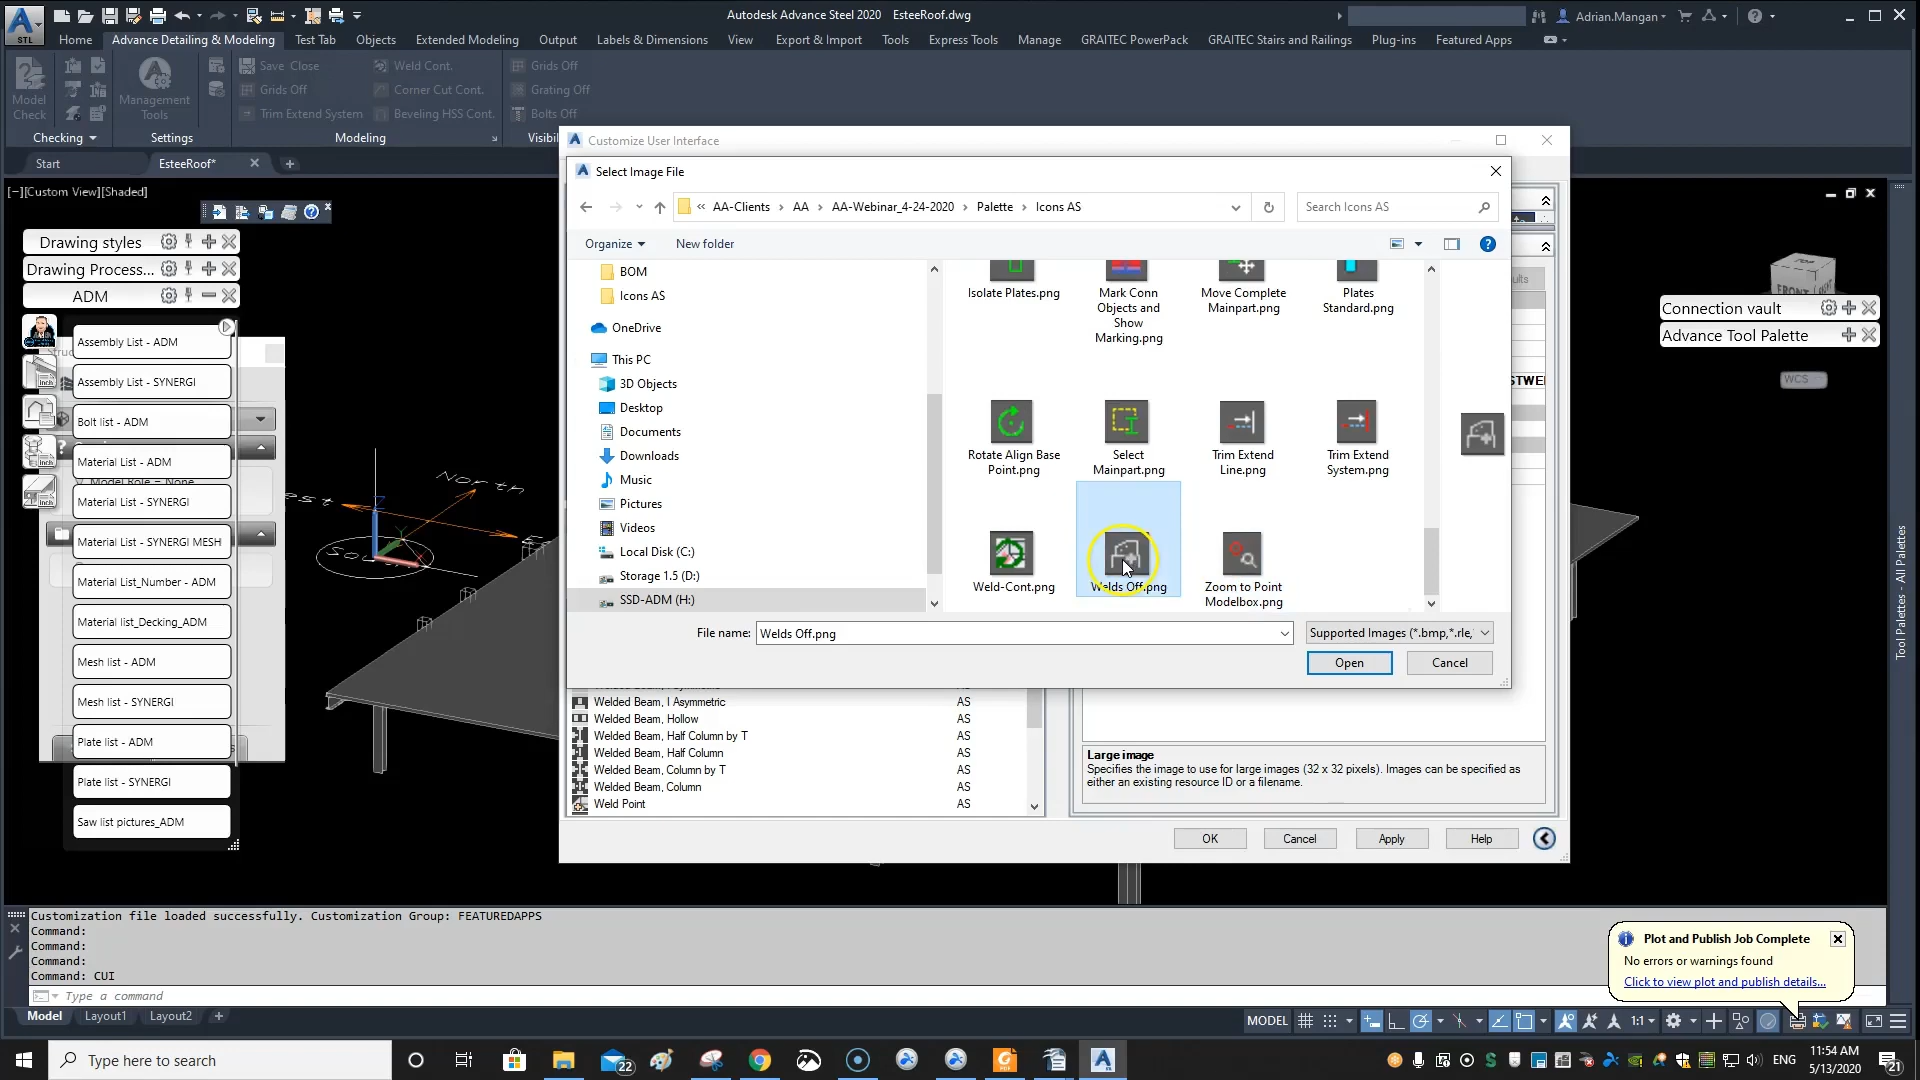 Autodesk Advance Steel 2020 EsteeRoof.dwg
Adrian.Mangan
STL
Home Advance Detailing & Modeling Test Tab Objects Extended Modeling Output Labels & Dimensions View Export & Import Tools Express Tools Manage GRAITEC PowerPack GRAITEC Stairs and Railings Plug-ins Featured Apps
Model
Check
Management
Tools
Save Close
Grids Off
Trim Extend System
Weld Cont.
Corner Cut Cont.
Beveling HSS Cont.
Grids Off
Grating Off
Bolts Off
Checking Settings Modeling Visibi
Start EsteeRoof*
[−][Custom View][Shaded]
Drawing styles
Drawing Process...
ADM
Assembly List - ADM
Assembly List - SYNERGI
Bolt list - ADM
Material List - ADM
Material List - SYNERGI
Material List - SYNERGI MESH
Material List_Number - ADM
Material list_Decking_ADM
Mesh list - ADM
Mesh list - SYNERGI
Plate list - ADM
Plate list - SYNERGI
Saw list pictures_ADM
inch
inch
inch
Model Role = None
North
Customize User Interface
Select Image File
« AA-Clients › AA › AA-Webinar_4-24-2020 › Palette › Icons AS
Search Icons AS
Organize New folder
BOM
Icons AS
OneDrive
This PC
3D Objects
Desktop
Documents
Downloads
Music
Pictures
Videos
Local Disk (C:)
Storage 1.5 (D:)
SSD-ADM (H:)
Isolate Plates.png
Mark Conn
Objects and
Show
Marking.png
Move Complete
Mainpart.png
Plates
Standard.png
Rotate Align Base
Point.png
Select
Mainpart.png
Trim Extend
Line.png
Trim Extend
System.png
Weld-Cont.png
Welds Off.png
Zoom to Point
Modelbox.png
File name: Welds Off.png
Supported Images (*.bmp,*.rle,
Open Cancel
Welded Beam, I Asymmetric AS
Welded Beam, Hollow AS
Welded Beam, Half Column by T AS
Welded Beam, Half Column AS
Welded Beam, Column by T AS
Welded Beam, Column AS
Weld Point AS
Large image
Specifies the image to use for large images (32 x 32 pixels). Images can be specified as
either an existing resource ID or a filename.
OK Cancel Apply Help
TOP
FRONT
Connection vault
Advance Tool Palette
WCS
Tool Palettes - All Palettes
Customization file loaded successfully. Customization Group: FEATUREDAPPS
Command:
Command:
Command:
Command: CUI
Type a command
Plot and Publish Job Complete
No errors or warnings found
Click to view plot and publish details...
Model Layout1 Layout2
MODEL
1:1
Type here to search
22
ENG
11:54 AM
5/13/2020
21